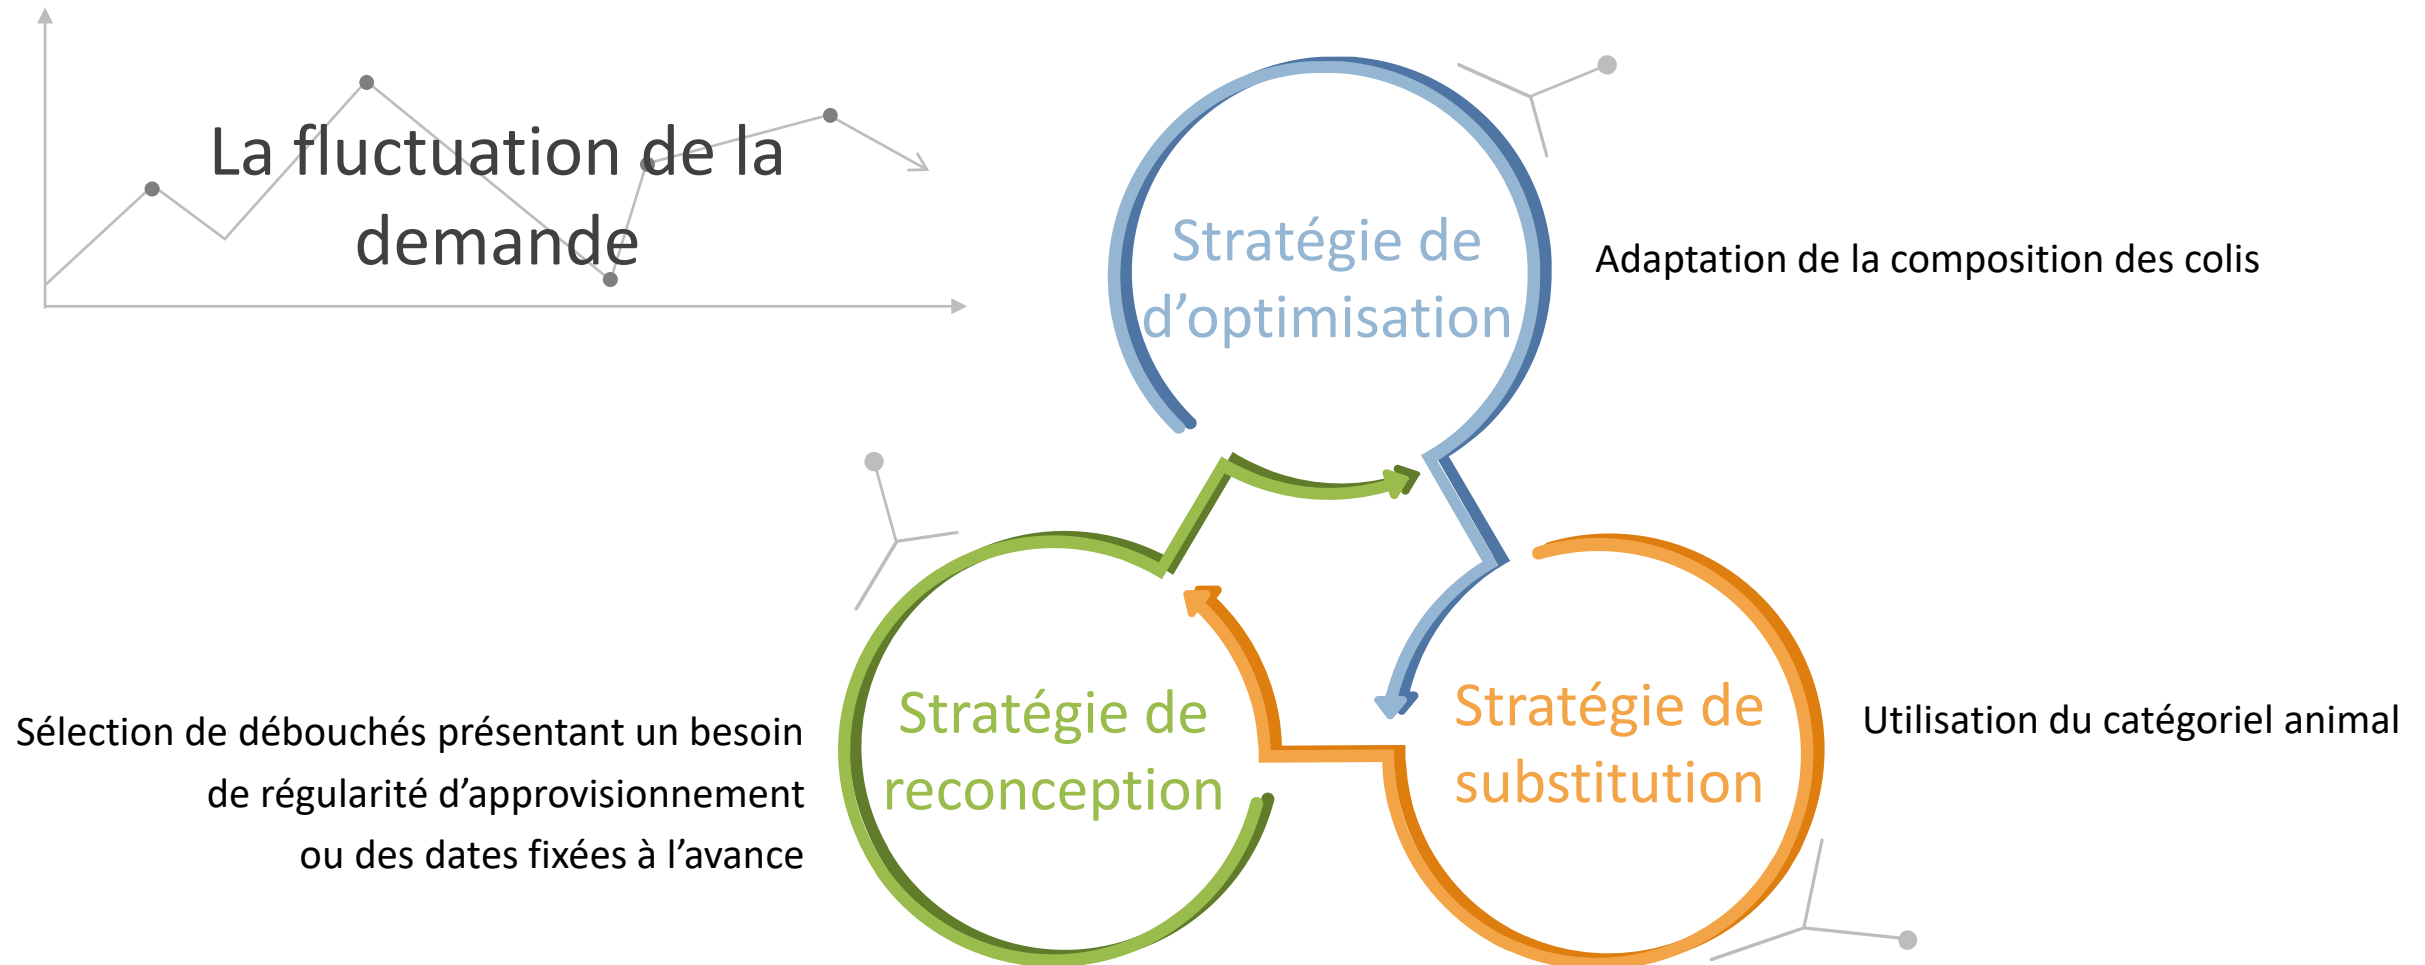 La fluctuation de la
demande
Stratégie de
d’optimisation
Adaptation de la composition des colis
Stratégie de
reconception
Sélection de débouchés présentant un besoin
de régularité d’approvisionnement
ou des dates fixées à l’avance
Stratégie de
substitution
Utilisation du catégoriel animal